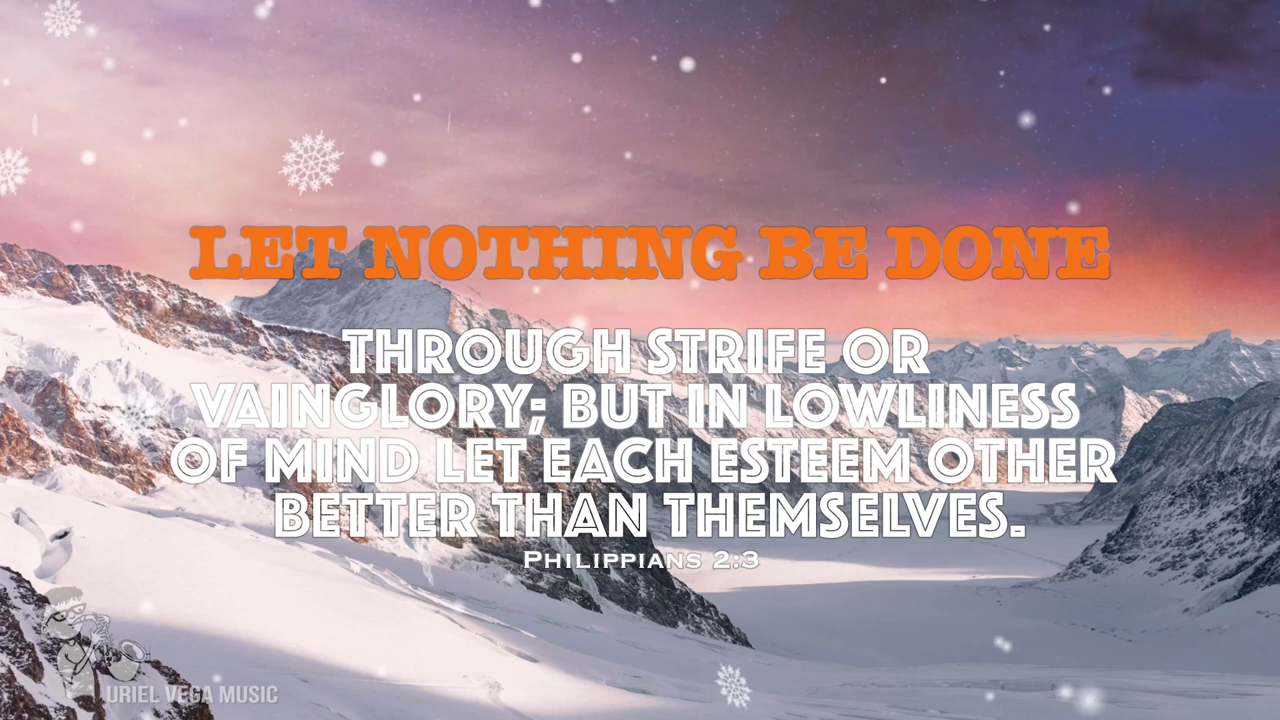 LET NOTHING BE DONE
THROUGH STRIFE OR
VAINGLORY; BUT IN LOWLINESS
OF MIND LET EACH ESTEEM OTHER
BETTER THAN THEMSELVES.
PHILIPPIANS 2:3
URIEL VEGA MUSIC